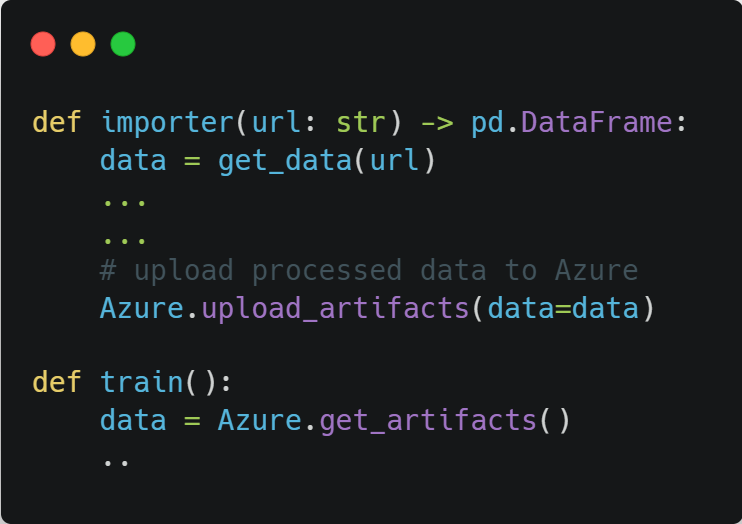 def importer(url: str) -> pd.DataFrame:
    data = get_data(url)
    ...
    ...
    # upload processed data to Azure
    Azure.upload_artifacts(data=data)

def train():
    data = Azure.get_artifacts()
    ..